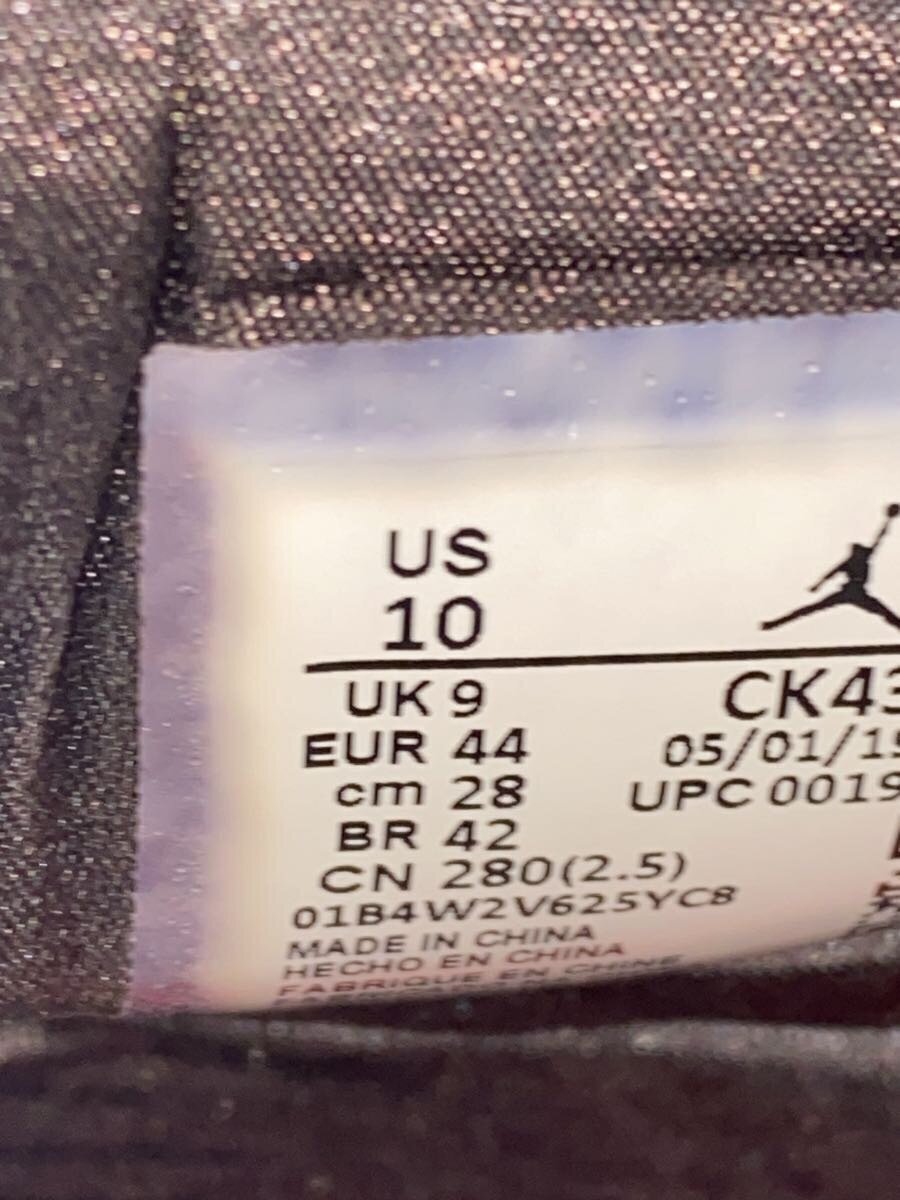 US
10
UK 9
EUR 44
cm 28
BR 42
CN 280(2.5)
01B4W2V625YC8
MADE IN CHINA
HECHO EN CHINA
FABRIQUE EN CHINE
CK43
05/01/19
UPC 0019